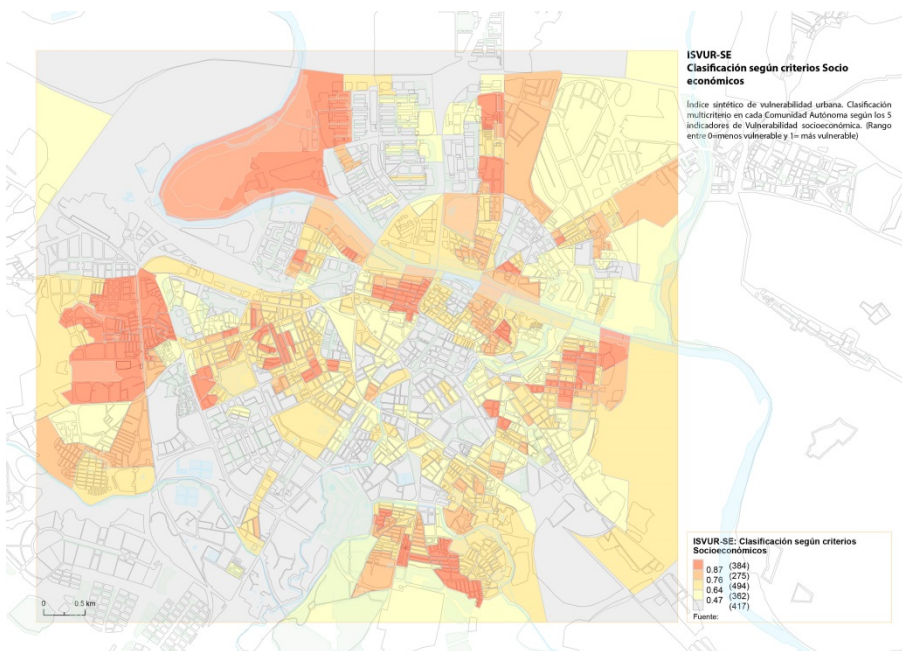 ISVUR-SE
Clasificación según criterios Socio
económicos
Índice sintético de vulnerabilidad urbana. Clasificación
multicriterio en cada Comunidad Autónoma según los 5
indicadores de Vulnerabilidad socioeconómica. (Rango
entre 0=menos vulnerable y 1= más vulnerable)
ISVUR-SE: Clasificación según criterios
Socioeconómicos
0.87 (384)
0.76 (275)
0.64 (494)
0.47 (362)
(417)
Fuente:
0 0.5 km